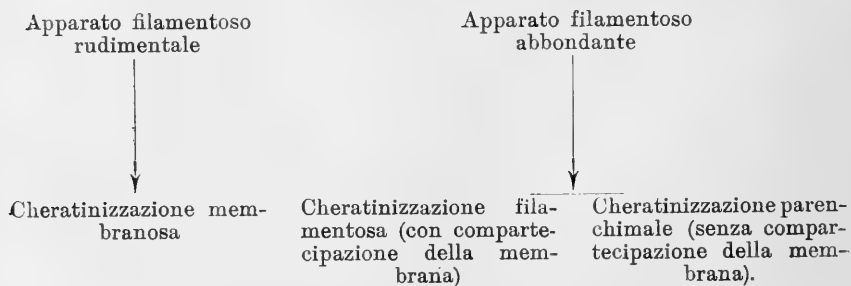 Apparato filamentoso
rudimentale
Apparato filamentoso
abbondante
Cheratinizzazione mem-
branosa
Cheratinizzazione fila-
mentosa (con comparte-
cipazione della mem-
brana)
Cheratinizzazione paren-
chimale (senza compar-
tecipazione della mem-
brana).